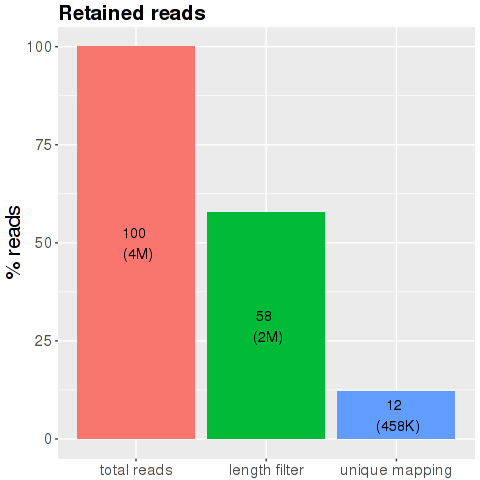 Retained reads
% reads
100
75
50
25
0
100
(4M)
58
(2M)
12
(458K)
total reads
length filter
unique mapping